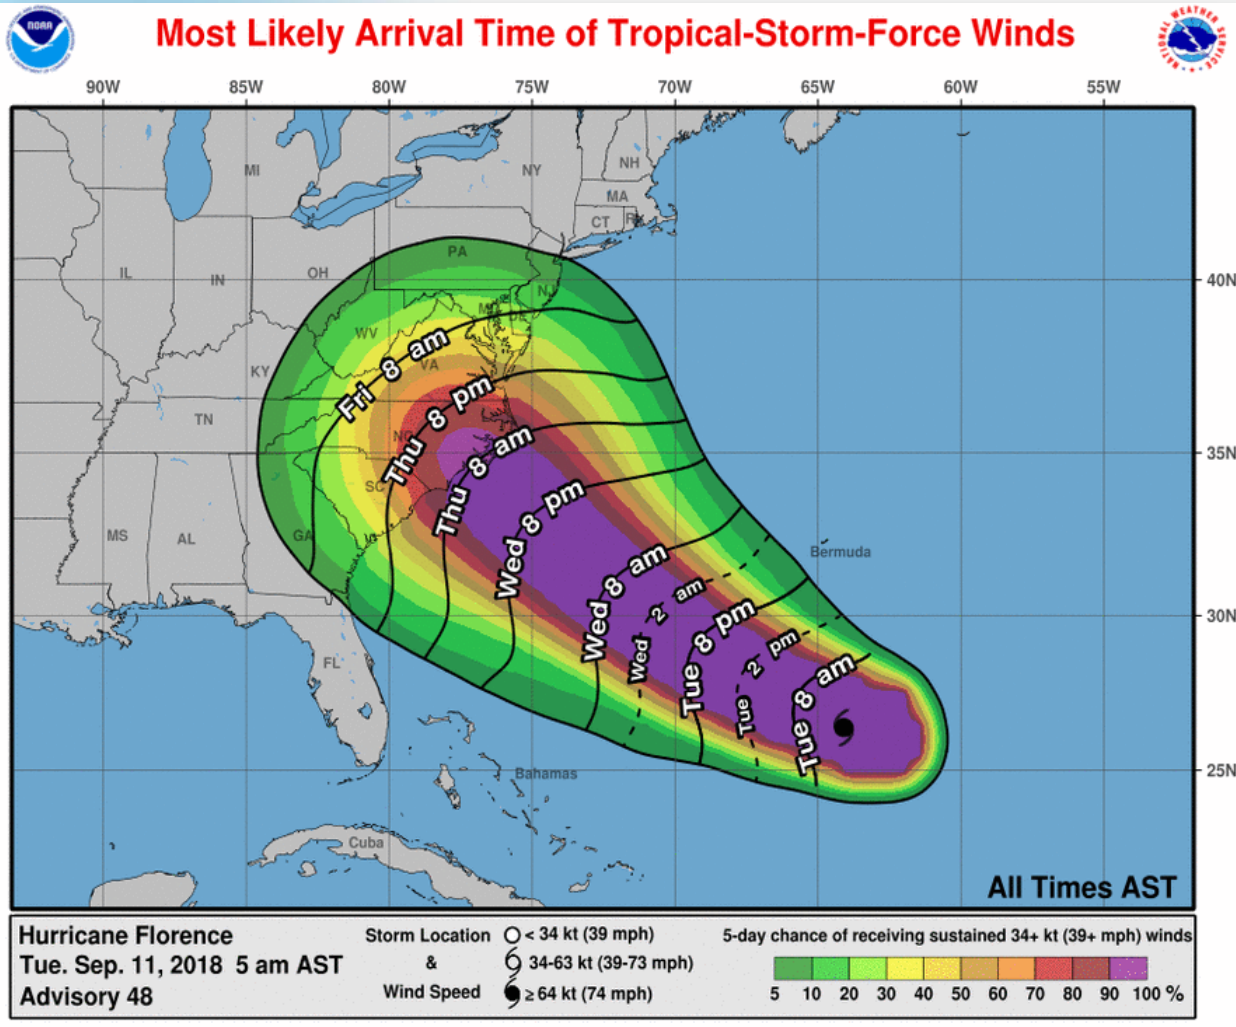 NOAA
Most Likely Arrival Time of Tropical-Storm-Force Winds
NATIONAL WEATHER SERVICE
90W 85W 80W 75W 70W 65W 60W 55W
MI NY NH
MA
CT RI
PA
IL IN OH 40N
NJ
MD DE
WV
KY VA
TN
NC 35N
SC
MS AL GA
Bermuda
30N
FL
Bahamas 25N
Cuba
Fri 8 am
Thu 8 pm
Thu 8 am
Wed 8 pm
Wed 8 am
Wed 2 am
Tue 8 pm
Tue 2 pm
Tue 8 am
All Times AST
Hurricane Florence
Tue. Sep. 11, 2018 5 am AST
Advisory 48
Storm Location
&
Wind Speed
< 34 kt (39 mph)
34-63 kt (39-73 mph)
≥ 64 kt (74 mph)
5-day chance of receiving sustained 34+ kt (39+ mph) winds
5 10 20 30 40 50 60 70 80 90 100 %